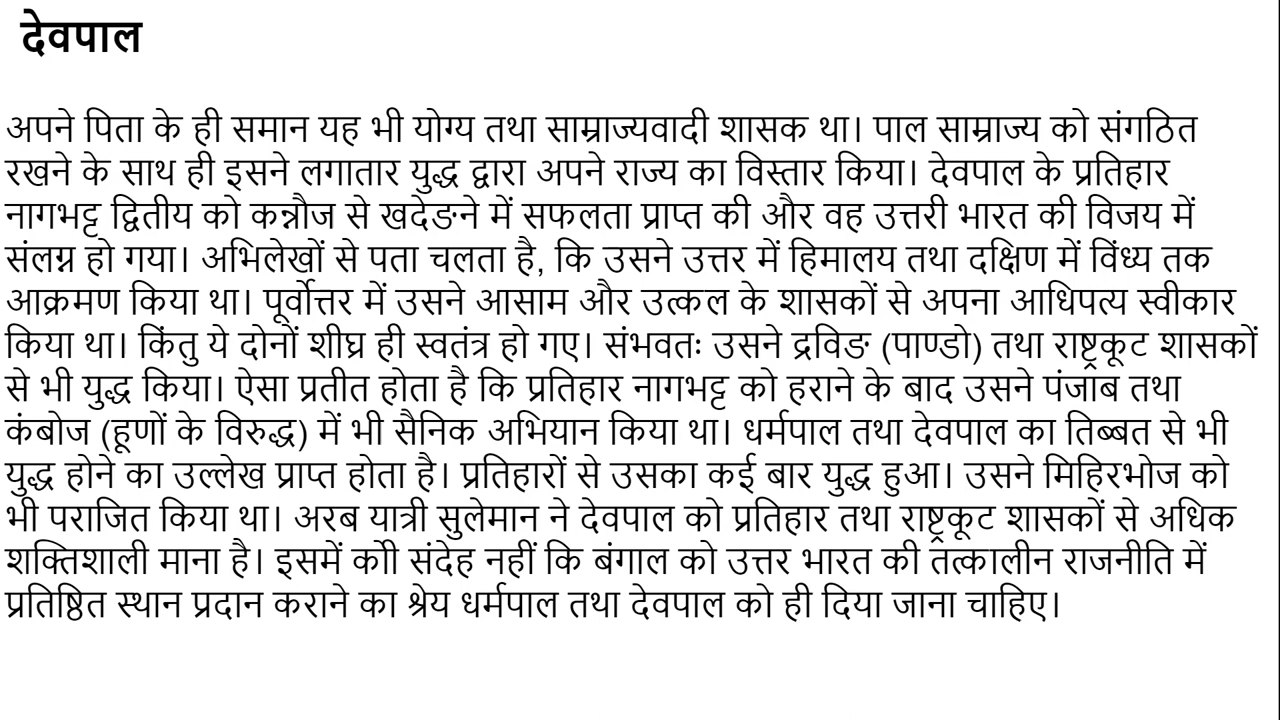 देवपाल
अपने पिता के ही समान यह भी योग्य तथा साम्राज्यवादी शासक था। पाल साम्राज्य को संगठित
रखने के साथ ही इसने लगातार युद्ध द्वारा अपने राज्य का विस्तार किया। देवपाल के प्रतिहार
नागभट्ट द्वितीय को कन्नौज से खदेङने में सफलता प्राप्त की और वह उत्तरी भारत की विजय में
संलग्न हो गया। अभिलेखों से पता चलता है, कि उसने उत्तर में हिमालय तथा दक्षिण में विंध्य तक
आक्रमण किया था। पूर्वोत्तर में उसने आसाम और उत्कल के शासकों से अपना आधिपत्य स्वीकार
किया था। किंतु ये दोनों शीघ्र ही स्वतंत्र हो गए। संभवतः उसने द्रविङ (पाण्डो) तथा राष्ट्रकूट शासकों
से भी युद्ध किया। ऐसा प्रतीत होता है कि प्रतिहार नागभट्ट को हराने के बाद उसने पंजाब तथा
कंबोज (हूणों के विरुद्ध) में भी सैनिक अभियान किया था। धर्मपाल तथा देवपाल का तिब्बत से भी
युद्ध होने का उल्लेख प्राप्त होता है। प्रतिहारों से उसका कई बार युद्ध हुआ। उसने मिहिरभोज को
भी पराजित किया था। अरब यात्री सुलेमान ने देवपाल को प्रतिहार तथा राष्ट्रकूट शासकों से अधिक
शक्तिशाली माना है। इसमें कोी संदेह नहीं कि बंगाल को उत्तर भारत की तत्कालीन राजनीति में
प्रतिष्ठित स्थान प्रदान कराने का श्रेय धर्मपाल तथा देवपाल को ही दिया जाना चाहिए।